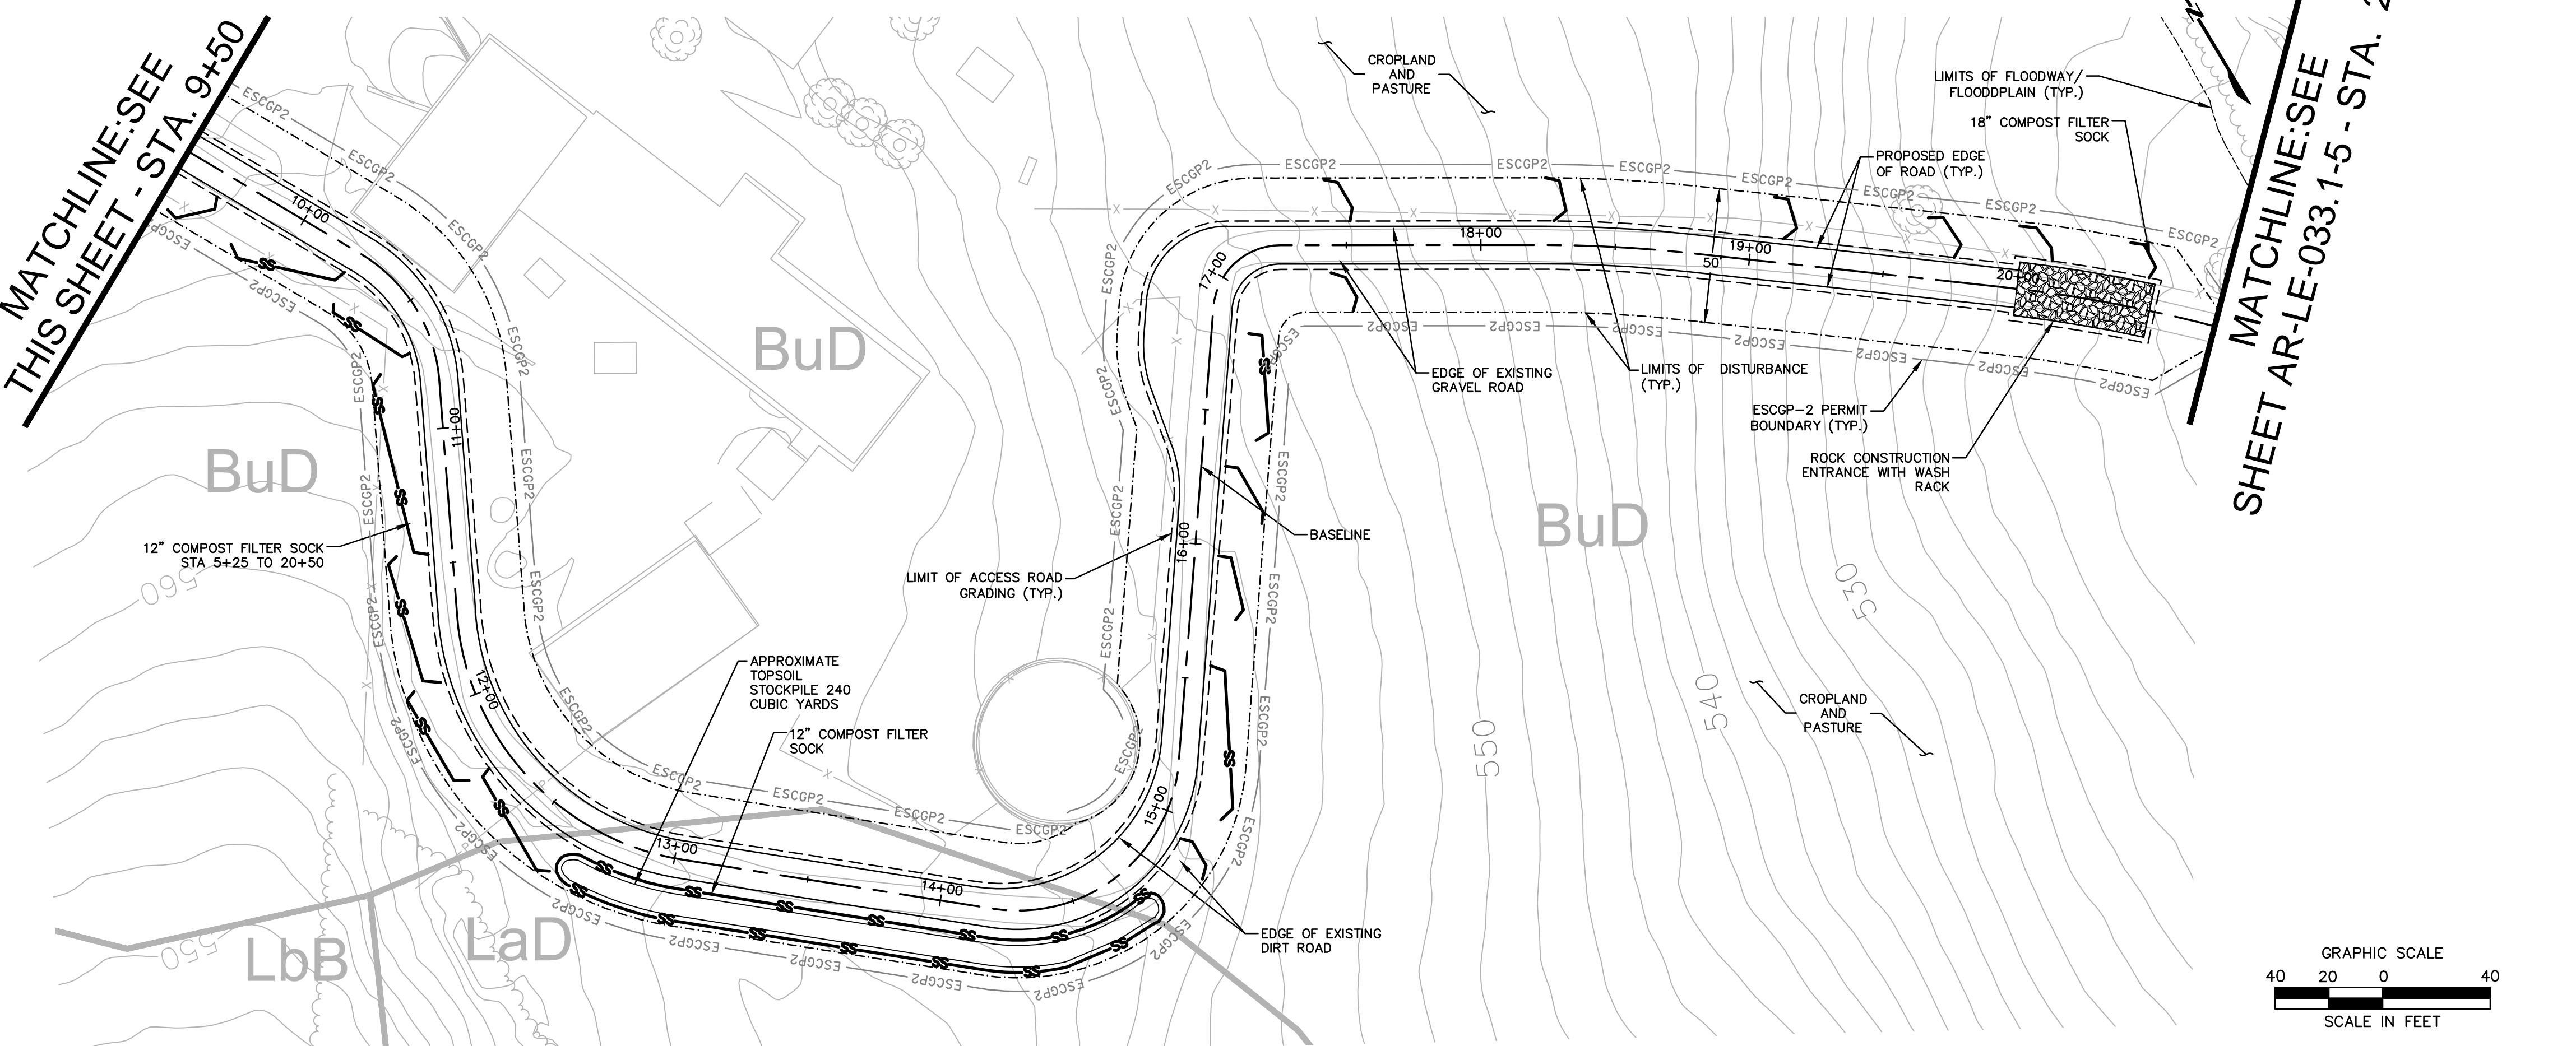 MATCHLINE:SEE
THIS SHEET - STA. 9+50
CROPLAND
AND
PASTURE
LIMITS OF FLOODWAY/
FLOODDPLAIN (TYP.)
18" COMPOST FILTER
SOCK
MATCHLINE:SEE
SHEET AR-LE-033.1-5 - STA.
PROPOSED EDGE
OF ROAD (TYP.)
ESCGP2
10+00
11+00
12+00
13+00
14+00
15+00
16+00
17+00
18+00
19+00
20+00
50
SS
BuD
BuD
BuD
EDGE OF EXISTING
GRAVEL ROAD
LIMITS OF DISTURBANCE
(TYP.)
ESCGP-2 PERMIT
BOUNDARY (TYP.)
ROCK CONSTRUCTION
ENTRANCE WITH WASH
RACK
BASELINE
12" COMPOST FILTER SOCK
STA 5+25 TO 20+50
LIMIT OF ACCESS ROAD
GRADING (TYP.)
560
530
540
550
APPROXIMATE
TOPSOIL
STOCKPILE 240
CUBIC YARDS
12" COMPOST FILTER
SOCK
CROPLAND
AND
PASTURE
EDGE OF EXISTING
DIRT ROAD
550
LbB
LaD
GRAPHIC SCALE
40 20 0 40
SCALE IN FEET